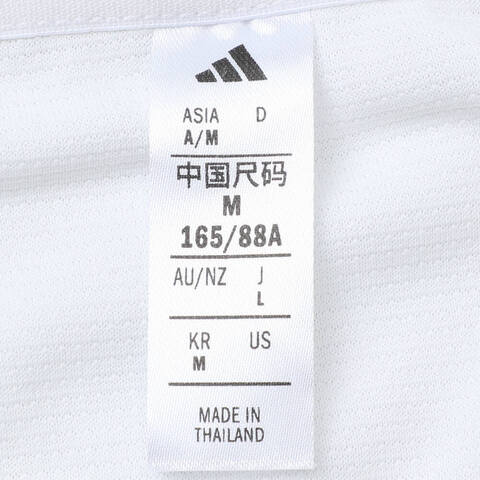 ASIA D
A/M
中国尺码
M
165/88A
AU/NZ J
L
KR US
M
MADE IN
THAILAND